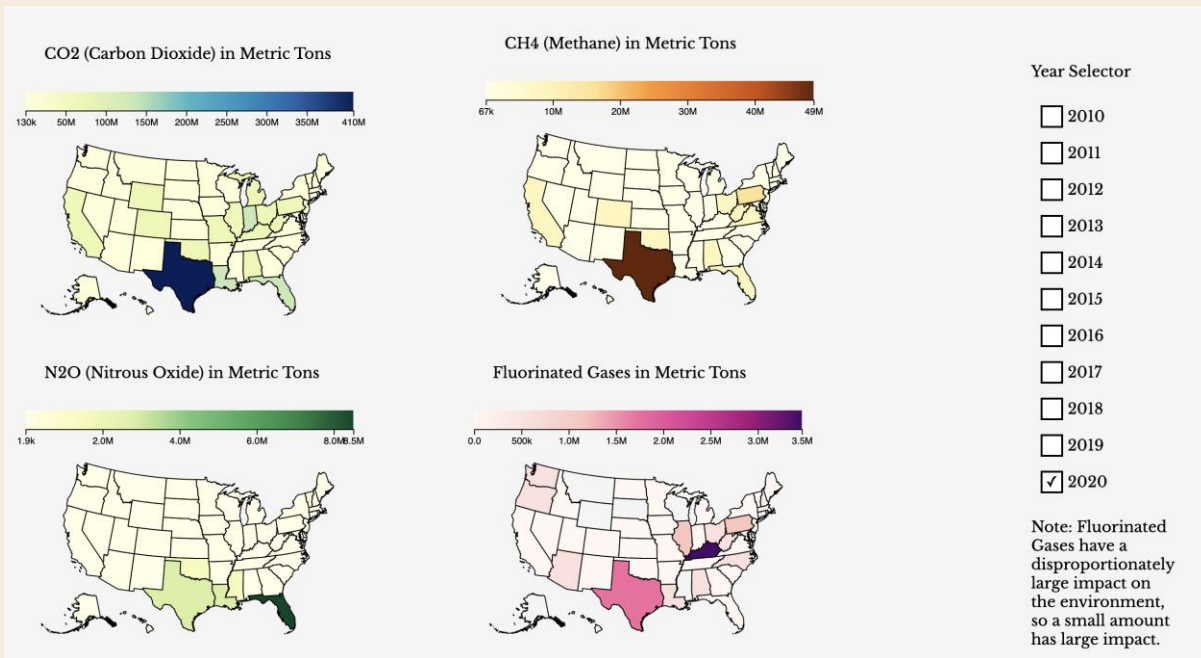 CO2 (Carbon Dioxide) in Metric Tons
130k 50M 100M 150M 200M 250M 300M 350M 410M
CH4 (Methane) in Metric Tons
67k 10M 20M 30M 40M 49M
N2O (Nitrous Oxide) in Metric Tons
1.9k 2.0M 4.0M 6.0M 8.0M 8.5M
Fluorinated Gases in Metric Tons
0.0 500k 1.0M 1.5M 2.0M 2.5M 3.0M 3.5M
Year Selector
2010
2011
2012
2013
2014
2015
2016
2017
2018
2019
✓ 2020
Note: Fluorinated
Gases have a
disproportionately
large impact on
the environment,
so a small amount
has large impact.